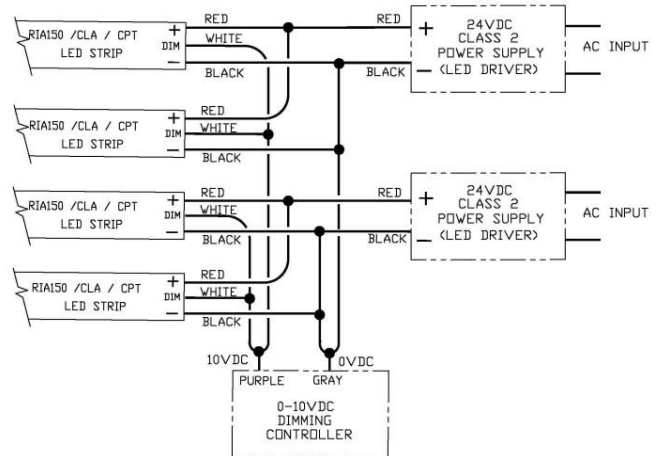 RED
WHITE
BLACK
RIA150 /CLA / CPT
LED STRIP
+
DIM
−
RED
BLACK
+
−
24VDC
CLASS 2
POWER SUPPLY
(LED DRIVER)
AC INPUT
RIA150 /CLA / CPT
LED STRIP
+
DIM
−
RED
WHITE
BLACK
RIA150 /CLA / CPT
LED STRIP
+
DIM
−
RED
WHITE
BLACK
RED
BLACK
+
−
24VDC
CLASS 2
POWER SUPPLY
(LED DRIVER)
AC INPUT
RIA150 /CLA / CPT
LED STRIP
+
DIM
−
RED
WHITE
BLACK
10VDC
0VDC
PURPLE
GRAY
0-10VDC
DIMMING
CONTROLLER